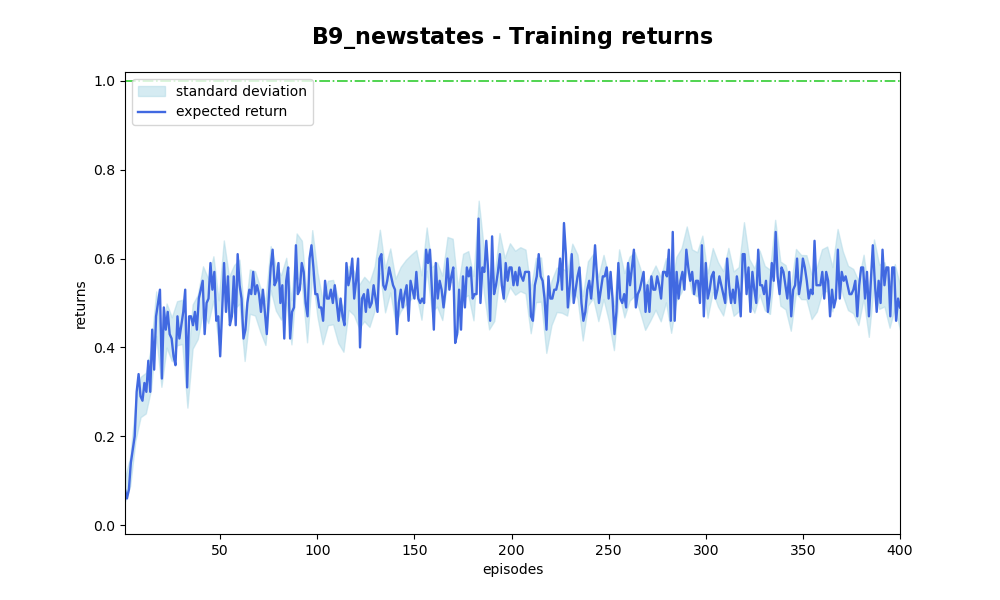 B9_newstates - Training returns
standard deviation
expected return
returns
1.0
0.8
0.6
0.4
0.2
0.0
50 100 150 200 250 300 350 400
episodes